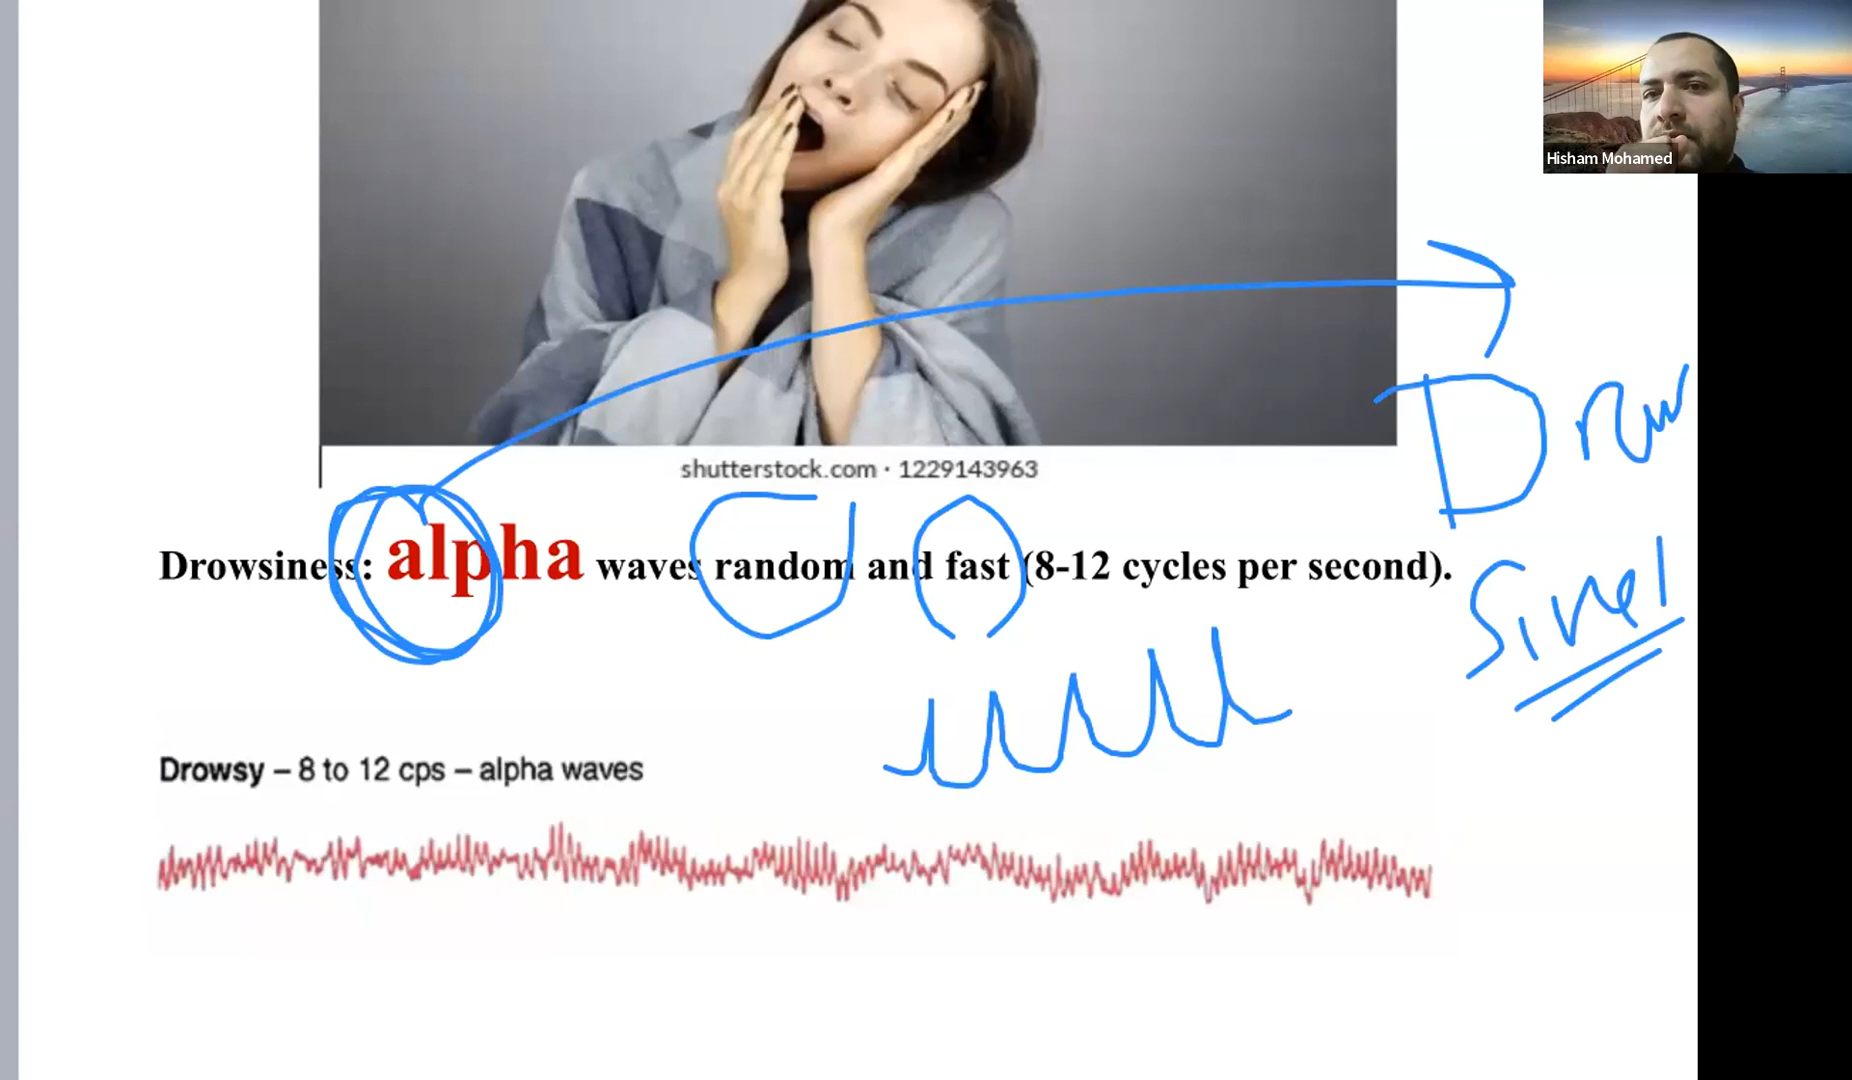 Hisham Mohamed
shutterstock.com · 1229143963
Drowsiness: alpha waves random and fast (8-12 cycles per second).
Drowsy – 8 to 12 cps – alpha waves